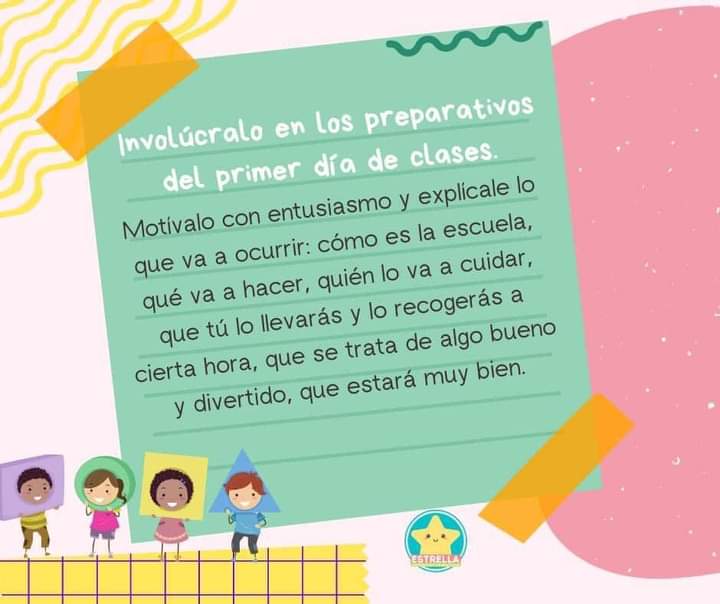 Involúcralo en los preparativos
del primer día de clases.
Motívalo con entusiasmo y explícale lo
que va a ocurrir: cómo es la escuela,
qué va a hacer, quién lo va a cuidar,
que tú lo llevarás y lo recogerás a
cierta hora, que se trata de algo bueno
y divertido, que estará muy bien.
ESTRELLA